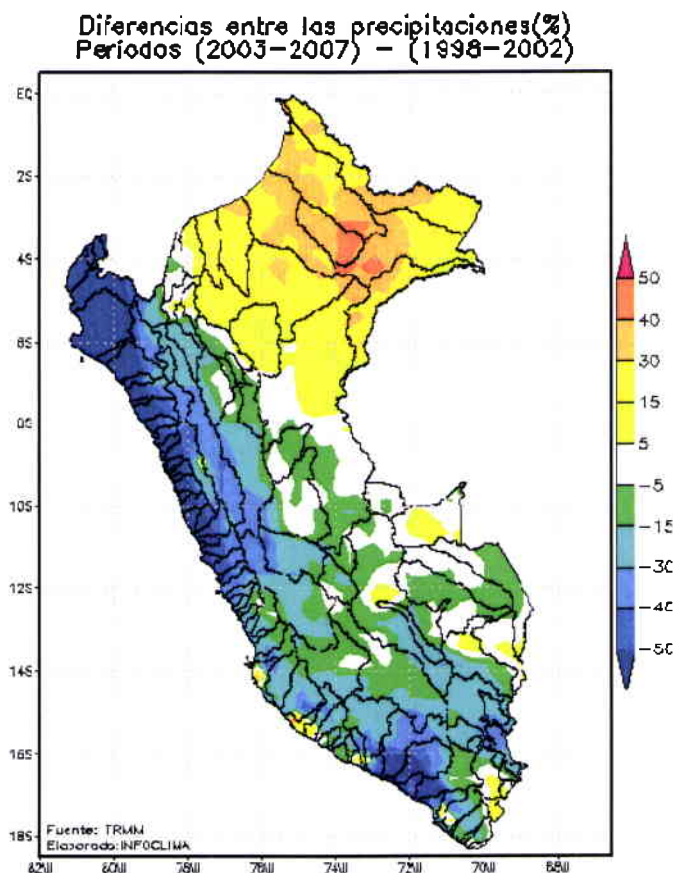 Diferencias entre las precipitaciones(%)
Períodos (2003-2007) - (1998-2002)
EQ
2S
4S
6S
8S
10S
12S
14S
16S
18S
82W
80W
78W
76W
74W
72W
70W
68W
50
40
30
15
5
-5
-15
-30
-40
-50
Fuente: TRMM
Elaborado:INFOCLIMA